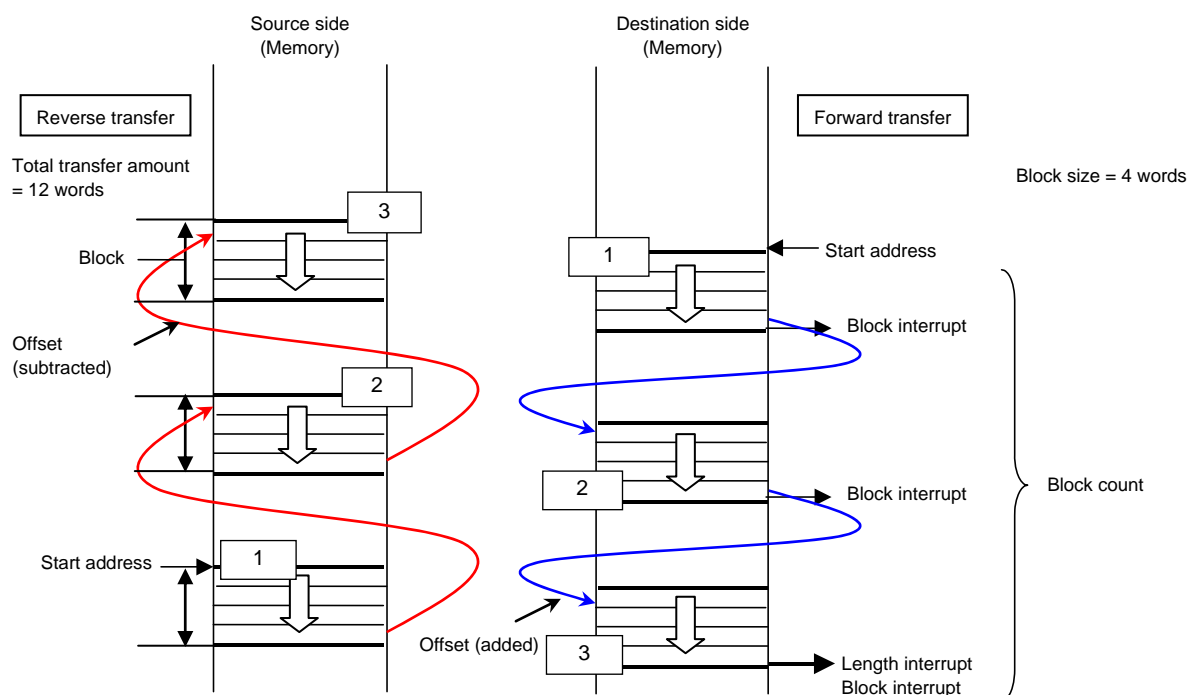 Source side
(Memory)
Destination side
(Memory)
Reverse transfer
Forward transfer
Total transfer amount
= 12 words
Block size = 4 words
3
1
Start address
Block
Block interrupt
Offset
(subtracted)
2
2
Block interrupt
Block count
Start address
1
Offset (added)
3
Length interrupt
Block interrupt